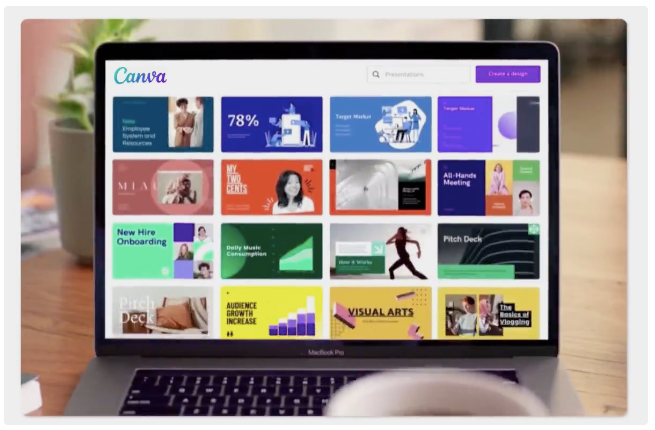 Canva
Presentations
Create a design
New
Employee
System and
Resources
78%
Target Market
Target Market
MIAU
MY
TWO
CENTS
All-Hands
Meeting
New Hire
Onboarding
Daily Music
Consumption
How it Works
Pitch Deck
Pitch
Deck
AUDIENCE
GROWTH
INCREASE
VISUAL ARTS
The
Basics of
Vlogging
MacBook Pro